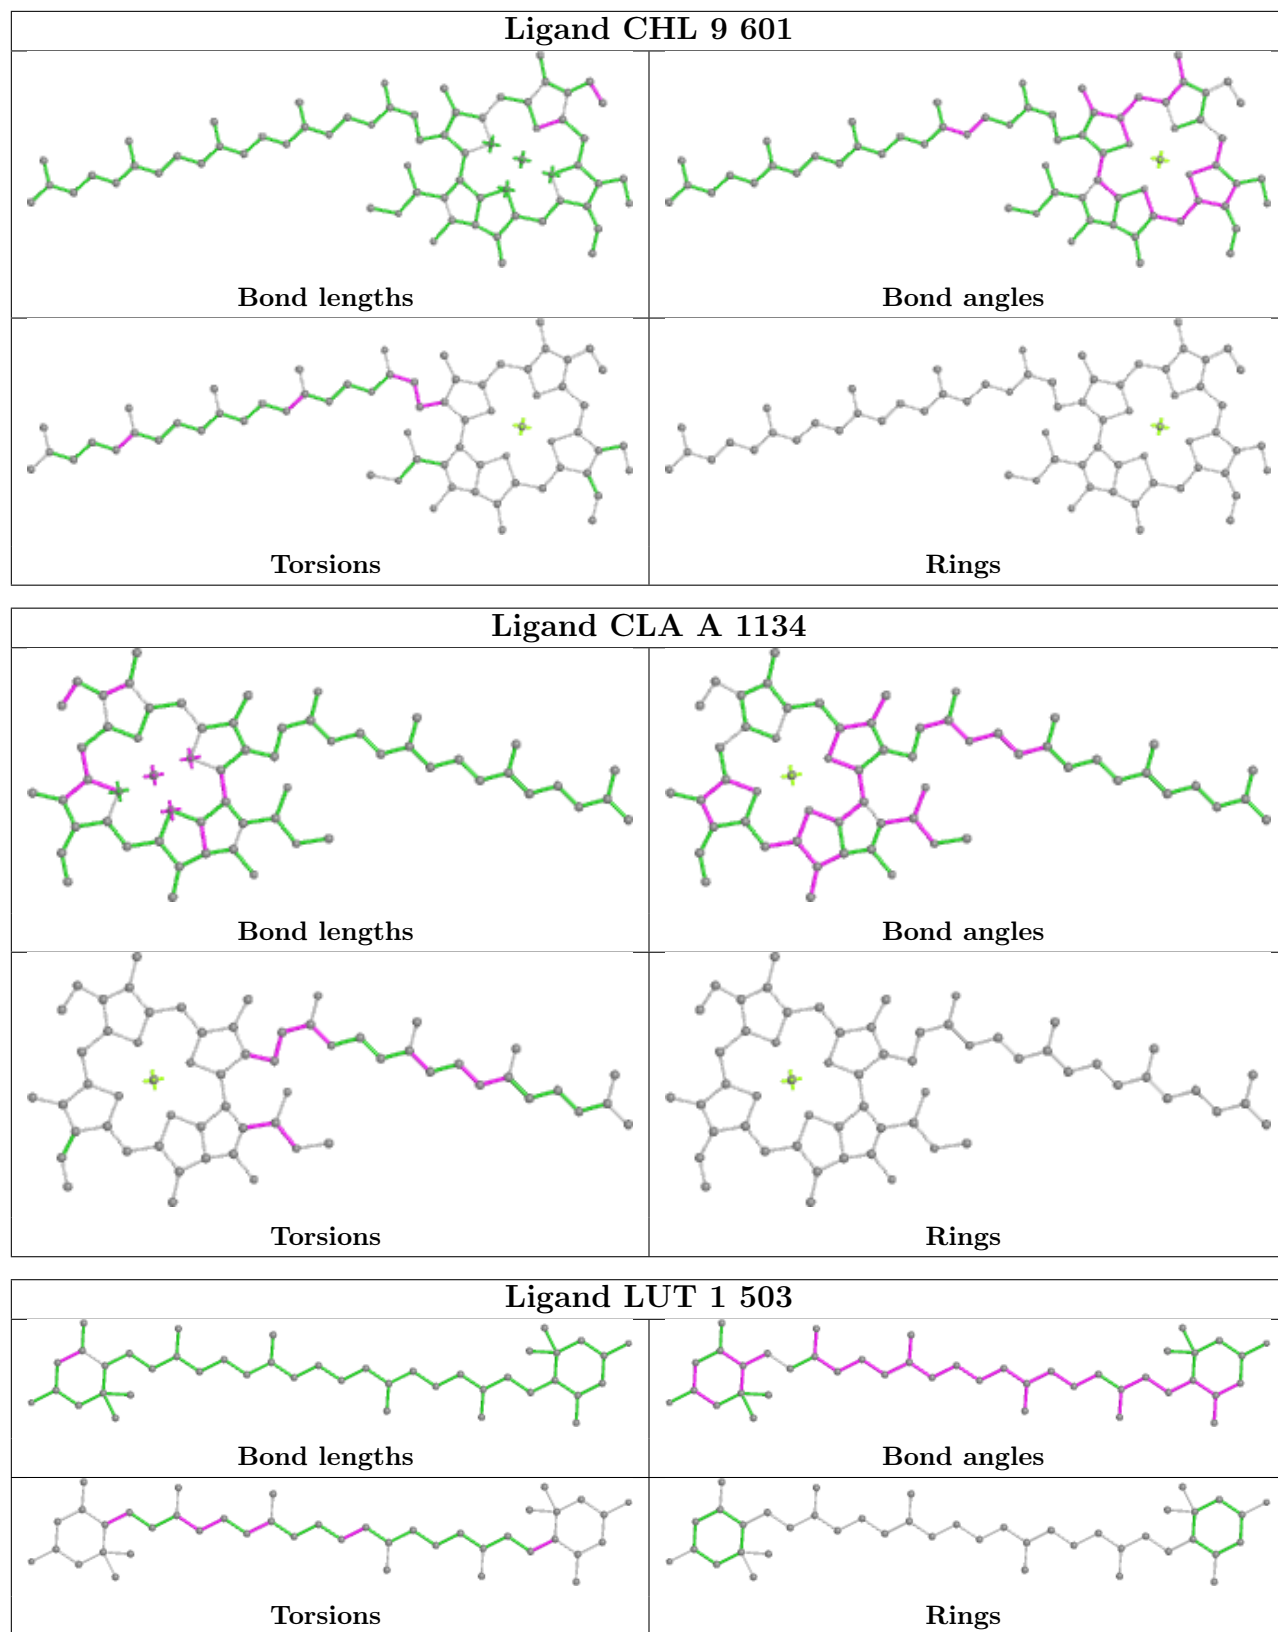 Ligand CHL 9 601
Bond lengths
Bond angles
Torsions
Rings
Ligand CLA A 1134
Bond lengths
Bond angles
Torsions
Rings
Ligand LUT 1 503
Bond lengths
Bond angles
Torsions
Rings